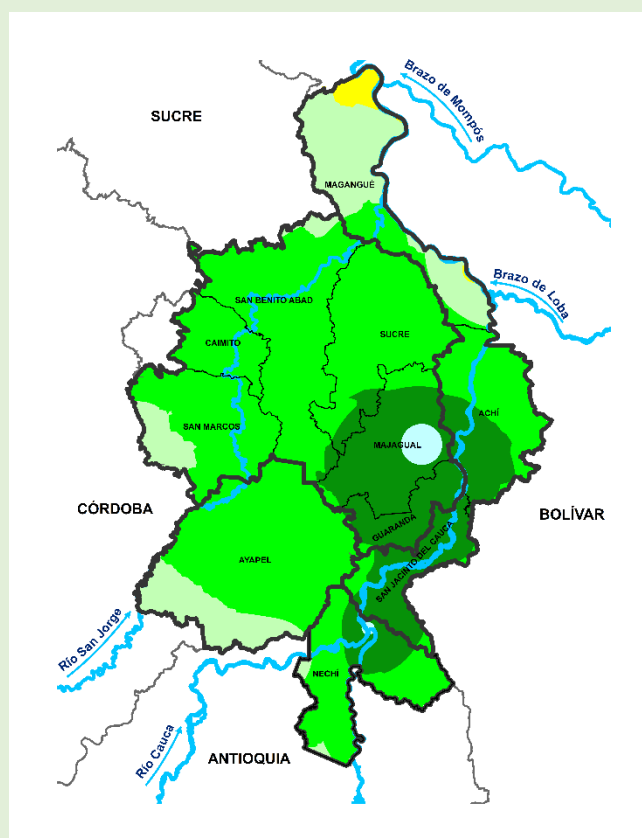 Brazo de Mompós
SUCRE
MAGANGUÉ
Brazo de Loba
SAN BENITO ABAD
SUCRE
CAIMITO
ACHÍ
SAN MARCOS
MAJAGUAL
CÓRDOBA
BOLÍVAR
GUARANDA
SAN JACINTO DEL CAUCA
AYAPEL
Río San Jorge
NECHÍ
Río Cauca
ANTIOQUIA